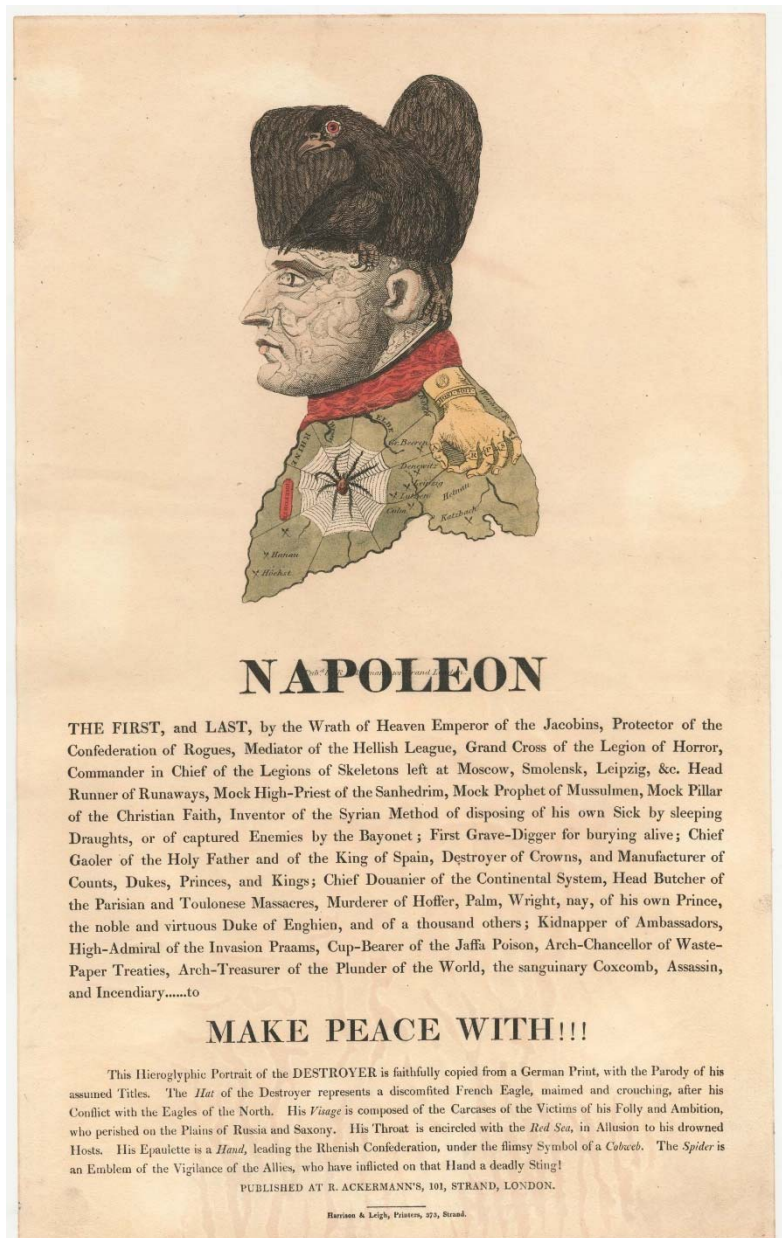 RHINE
ELBE
Gr. Beeren
Denewitz
Leipzig
Lutzen
Culm
Katzbach
Hanau
Höchst
NAPOLEON
THE FIRST, and LAST, by the Wrath of Heaven Emperor of the Jacobins, Protector of the
Confederation of Rogues, Mediator of the Hellish League, Grand Cross of the Legion of Horror,
Commander in Chief of the Legions of Skeletons left at Moscow, Smolensk, Leipzig, &c. Head
Runner of Runaways, Mock High-Priest of the Sanhedrim, Mock Prophet of Mussulmen, Mock Pillar
of the Christian Faith, Inventor of the Syrian Method of disposing of his own Sick by sleeping
Draughts, or of captured Enemies by the Bayonet; First Grave-Digger for burying alive; Chief
Gaoler of the Holy Father and of the King of Spain, Destroyer of Crowns, and Manufacturer of
Counts, Dukes, Princes, and Kings; Chief Douanier of the Continental System, Head Butcher of
the Parisian and Toulonese Massacres, Murderer of Hoffer, Palm, Wright, nay, of his own Prince,
the noble and virtuous Duke of Enghien, and of a thousand others; Kidnapper of Ambassadors,
High-Admiral of the Invasion Praams, Cup-Bearer of the Jaffa Poison, Arch-Chancellor of Waste-
Paper Treaties, Arch-Treasurer of the Plunder of the World, the sanguinary Coxcomb, Assassin,
and Incendiary......to
MAKE PEACE WITH!!!
This Hieroglyphic Portrait of the DESTROYER is faithfully copied from a German Print, with the Parody of his
assumed Titles. The Hat of the Destroyer represents a discomfited French Eagle, maimed and crouching, after his
Conflict with the Eagles of the North. His Visage is composed of the Carcases of the Victims of his Folly and Ambition,
who perished on the Plains of Russia and Saxony. His Throat is encircled with the Red Sea, in Allusion to his drowned
Hosts. His Epaulette is a Hand, leading the Rhenish Confederation, under the flimsy Symbol of a Cobweb. The Spider is
an Emblem of the Vigilance of the Allies, who have inflicted on that Hand a deadly Sting!
PUBLISHED AT R. ACKERMANN'S, 101, STRAND, LONDON.
Harrison & Leigh, Printers, 373, Strand.